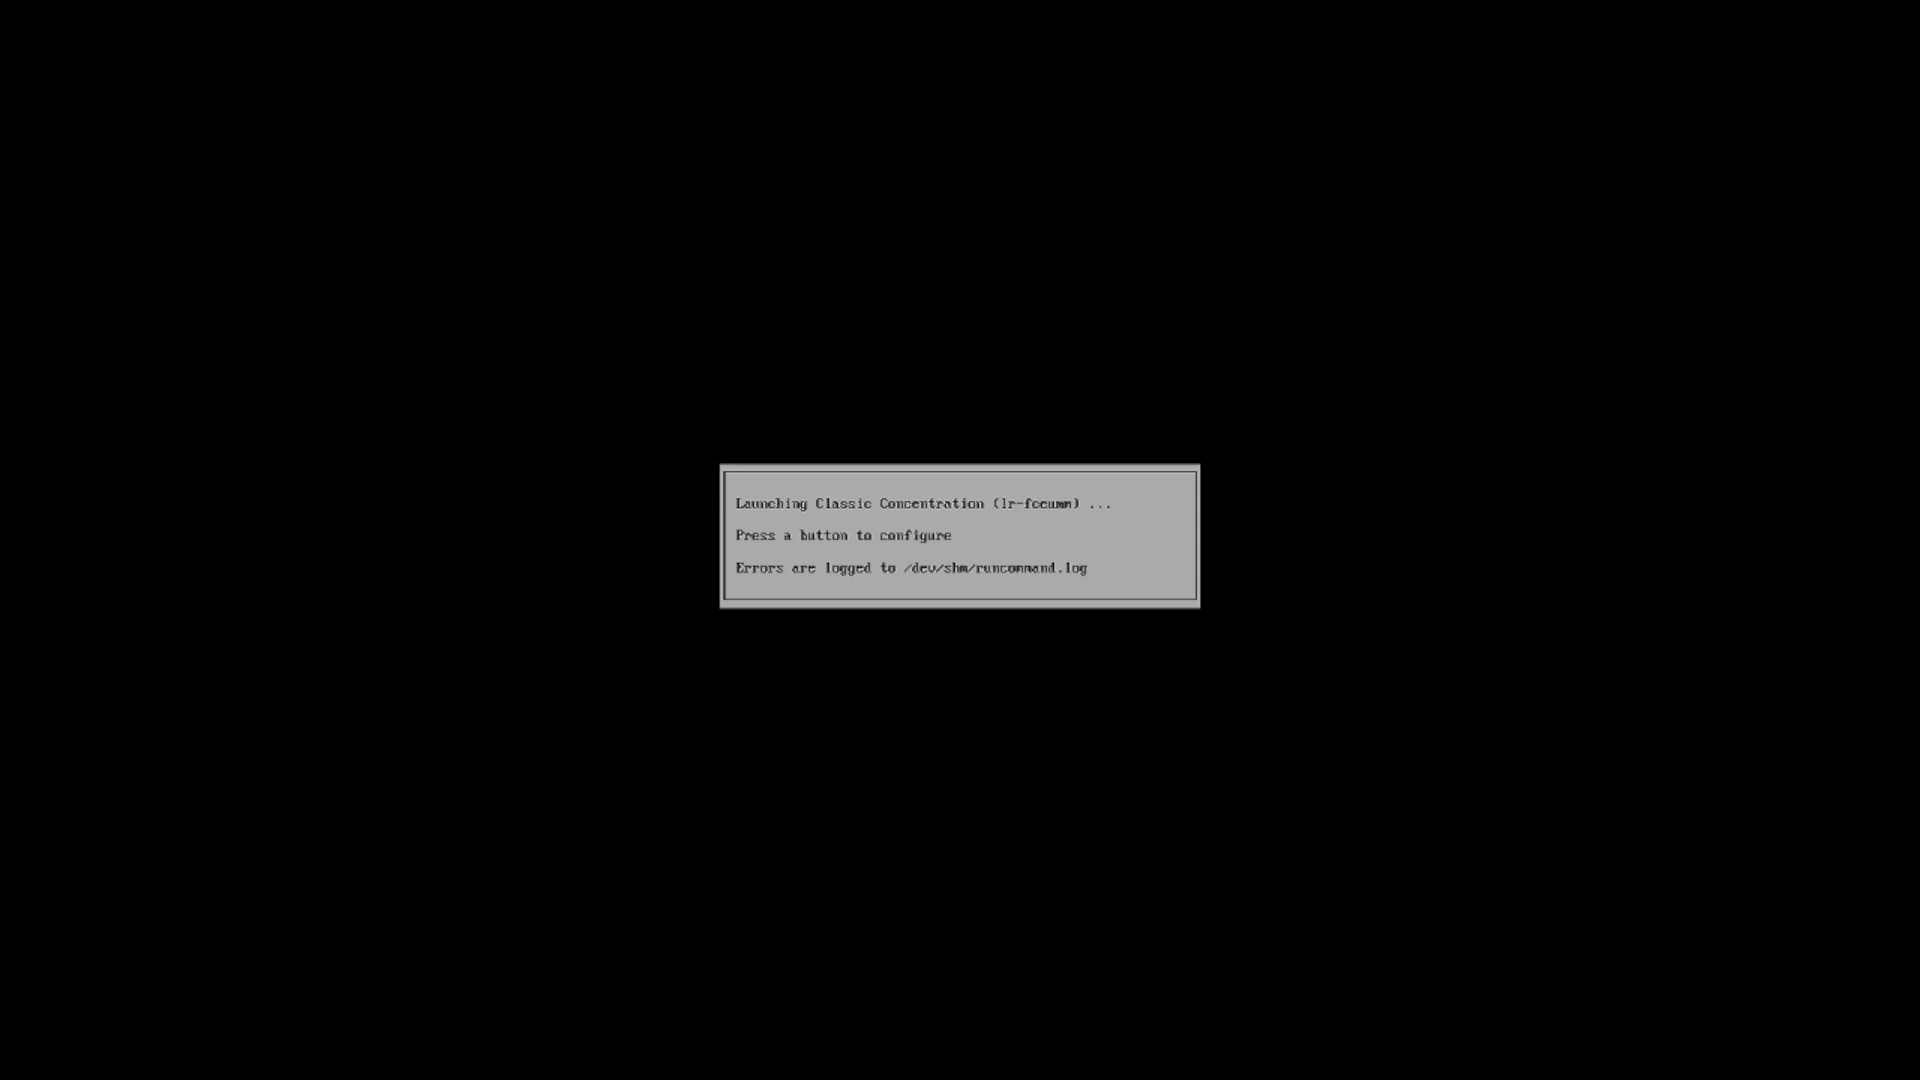 Launching Classic Concentration (lr-fceumm) ...
Press a button to configure
Errors are logged to /dev/shm/runcommand.log